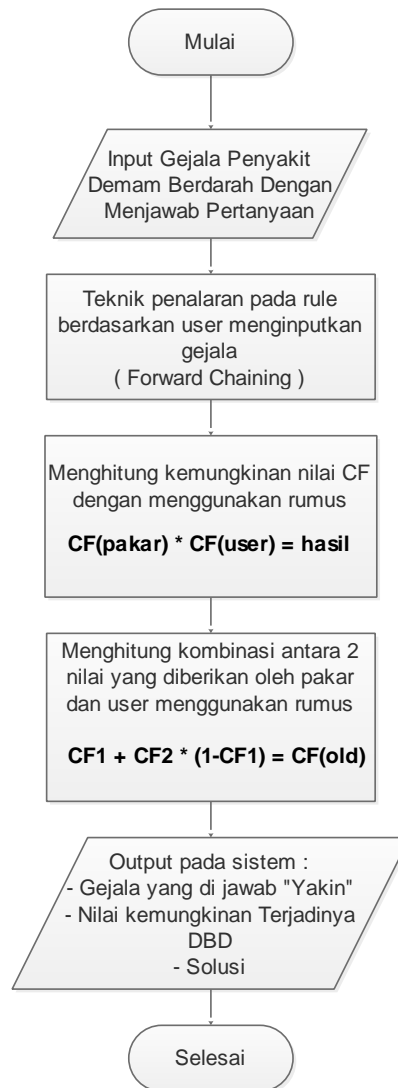 Mulai
Input Gejala Penyakit
Demam Berdarah Dengan
Menjawab Pertanyaan
Teknik penalaran pada rule
berdasarkan user menginputkan
gejala
( Forward Chaining )
Menghitung kemungkinan nilai CF
dengan menggunakan rumus
CF(pakar) * CF(user) = hasil
Menghitung kombinasi antara 2
nilai yang diberikan oleh pakar
dan user menggunakan rumus
CF1 + CF2 * (1-CF1) = CF(old)
Output pada sistem :
- Gejala yang di jawab "Yakin"
- Nilai kemungkinan Terjadinya
DBD
- Solusi
Selesai